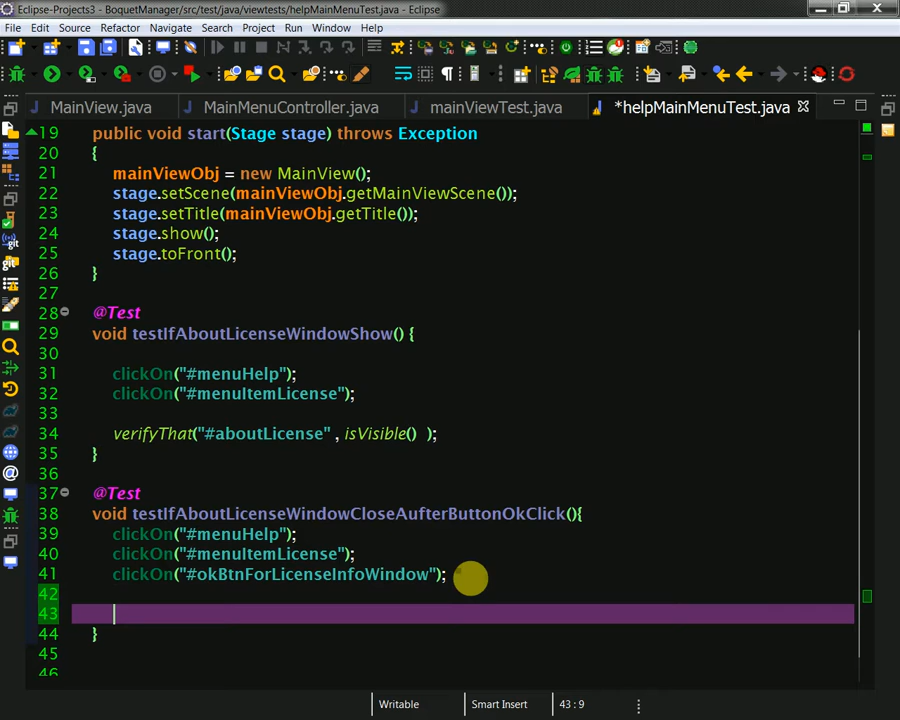 Eclipse-Projects3 - BoquetManager/src/test/java/viewtests/helpMainMenuTest.java - Eclipse
File Edit Source Refactor Navigate Search Project Run Window Help
MainView.java MainMenuController.java mainViewTest.java *helpMainMenuTest.java
19 public void start(Stage stage) throws Exception
20 {
21 mainViewObj = new MainView();
22 stage.setScene(mainViewObj.getMainViewScene());
23 stage.setTitle(mainViewObj.getTitle());
24 stage.show();
25 stage.toFront();
26 }
27
28 @Test
29 void testIfAboutLicenseWindowShow() {
30
31 clickOn("#menuHelp");
32 clickOn("#menuItemLicense");
33
34 verifyThat("#aboutLicense" , isVisible() );
35 }
36
37 @Test
38 void testIfAboutLicenseWindowCloseAufterButtonOkClick(){
39 clickOn("#menuHelp");
40 clickOn("#menuItemLicense");
41 clickOn("#okBtnForLicenseInfoWindow");
42
43
44 }
45
46
Writable Smart Insert 43 : 9